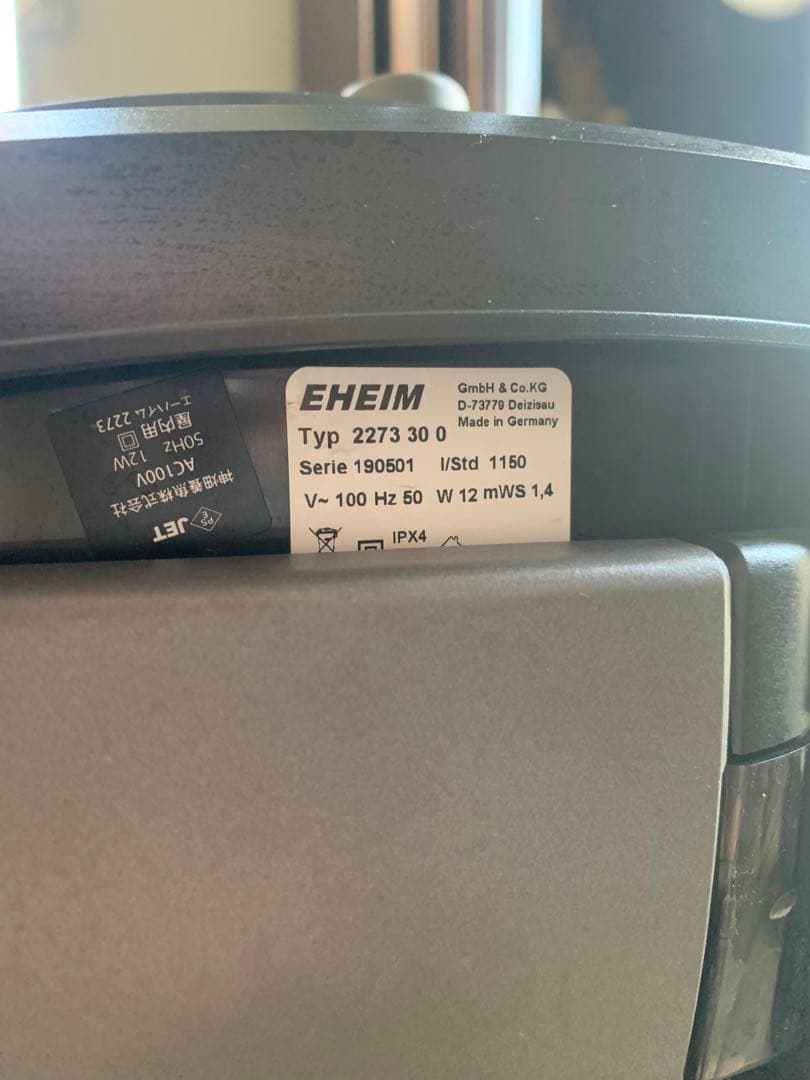 EHEIM
GmbH & Co.KG
D-73779 Deizisau
Made in Germany
Typ 2273 30 0
Serie 190501 I/Std 1150
V~ 100 Hz 50 W 12 mWS 1,4
IPX4
JET
PS
E
神畑養魚株式会社
AC100V
50Hz 12W
屋内用
エーハイム 2273